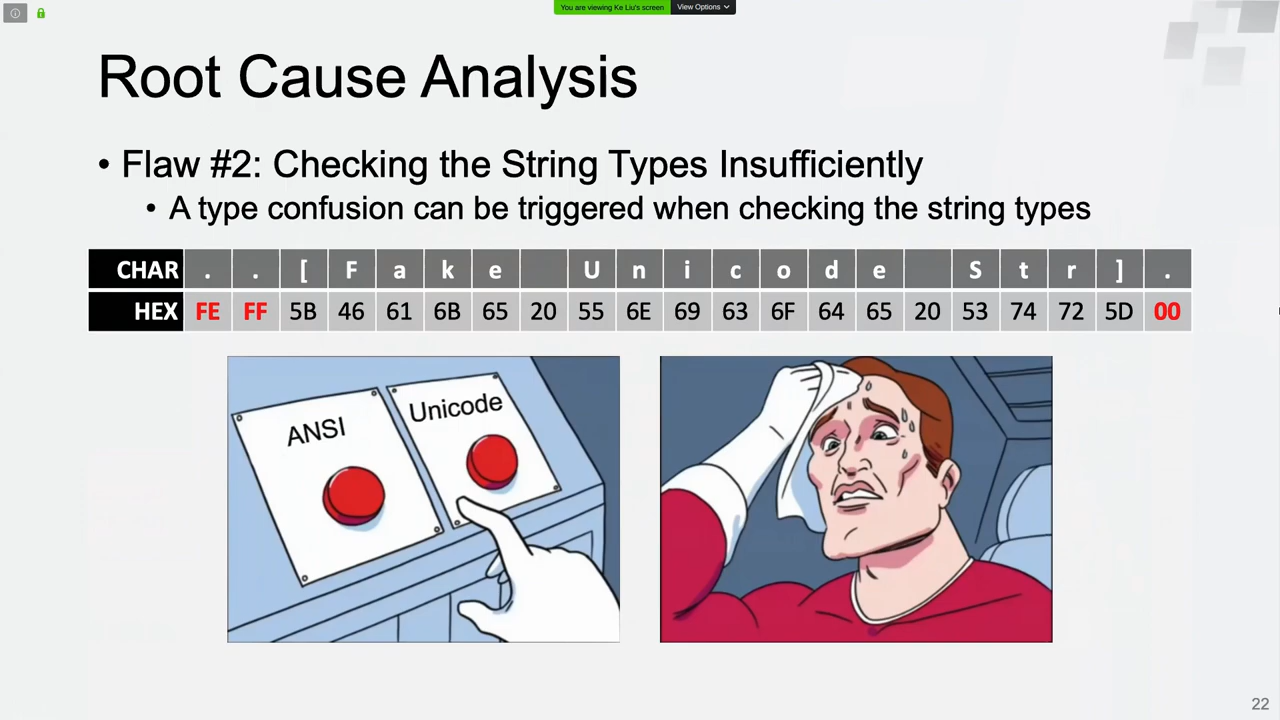 You are viewing Ke Liu's screen View Options
Root Cause Analysis
• Flaw #2: Checking the String Types Insufficiently
• A type confusion can be triggered when checking the string types
CHAR . . [ F a k e U n i c o d e S t r ] .
HEX FE FF 5B 46 61 6B 65 20 55 6E 69 63 6F 64 65 20 53 74 72 5D 00
ANSI Unicode
22